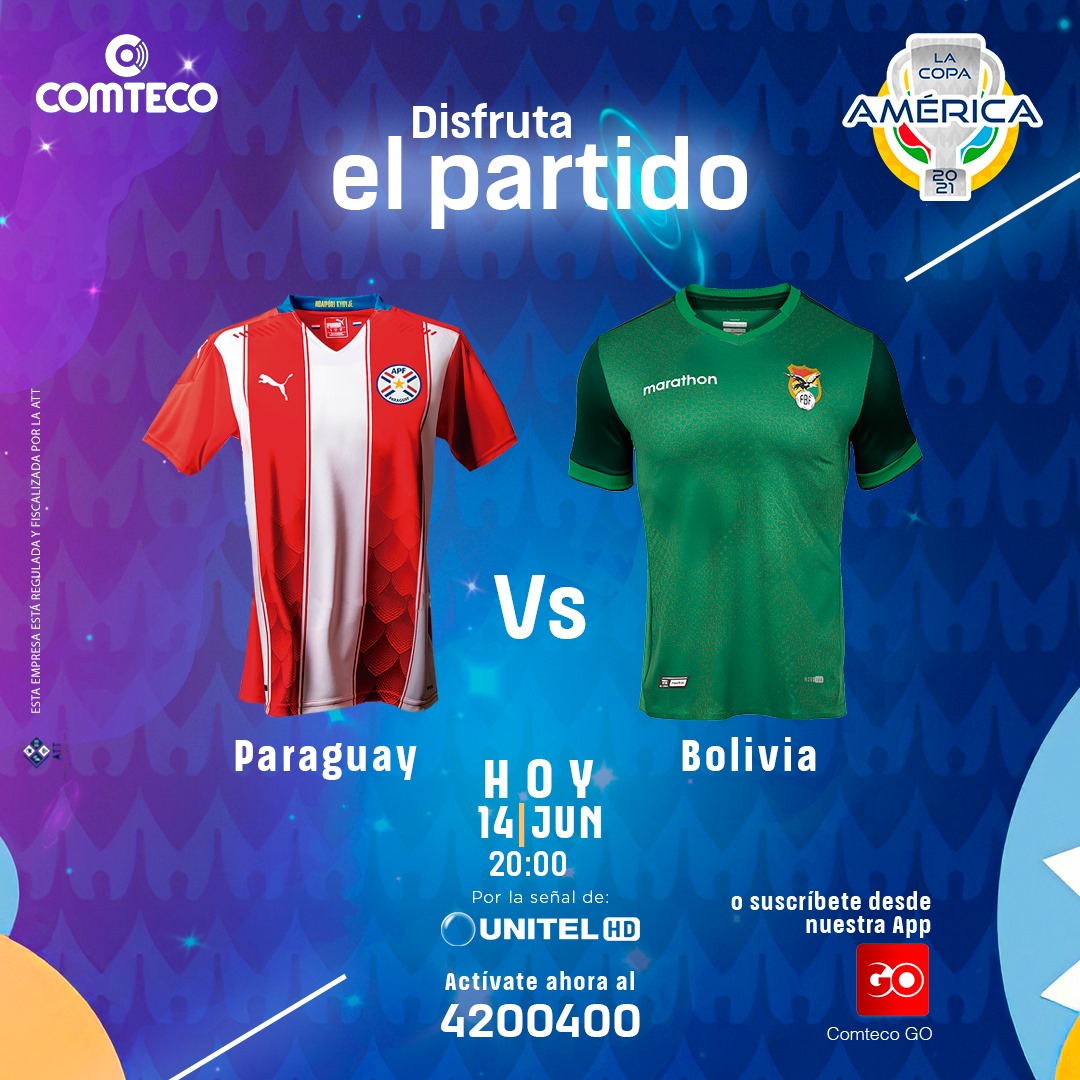 COMTECO
LA
COPA
AMÉRICA
20
21
Disfruta
el partido
PUMA
APF
PARAGUAY
marathon
FBF
ESTA EMPRESA ESTÁ REGULADA Y FISCALIZADA POR LA ATT
ATT
Vs
Paraguay
Bolivia
HOY
14|JUN
20:00
Por la señal de:
UNITEL HD
Actívate ahora al
4200400
o suscríbete desde
nuestra App
GO
Comteco GO